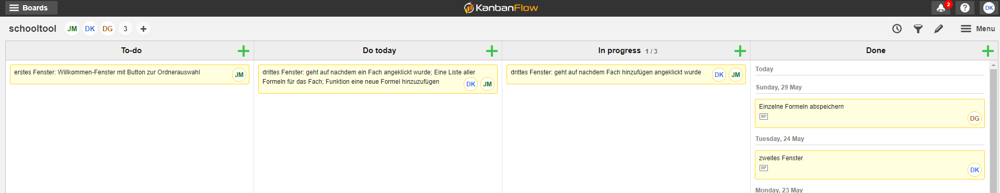 Boards
KanbanFlow
2
?
DK
schooltool
JM DK DG 3 +
Menu
To-do
erstes Fenster: Willkommen-Fenster mit Button zur Ordnerauswahl
JM
Do today
drittes Fenster: geht auf nachdem ein Fach angeklickt wurde; Eine Liste aller
Formeln für das Fach; Funktion eine neue Formel hinzuzufügen
DK JM
In progress 1 / 3
drittes Fenster: geht auf nachdem Fach hinzufügen angeklickt wurde
DK JM
Done
Today
Sunday, 29 May
Einzelne Formeln abspeichern
DG
Tuesday, 24 May
zweites Fenster
DK
Monday, 23 May